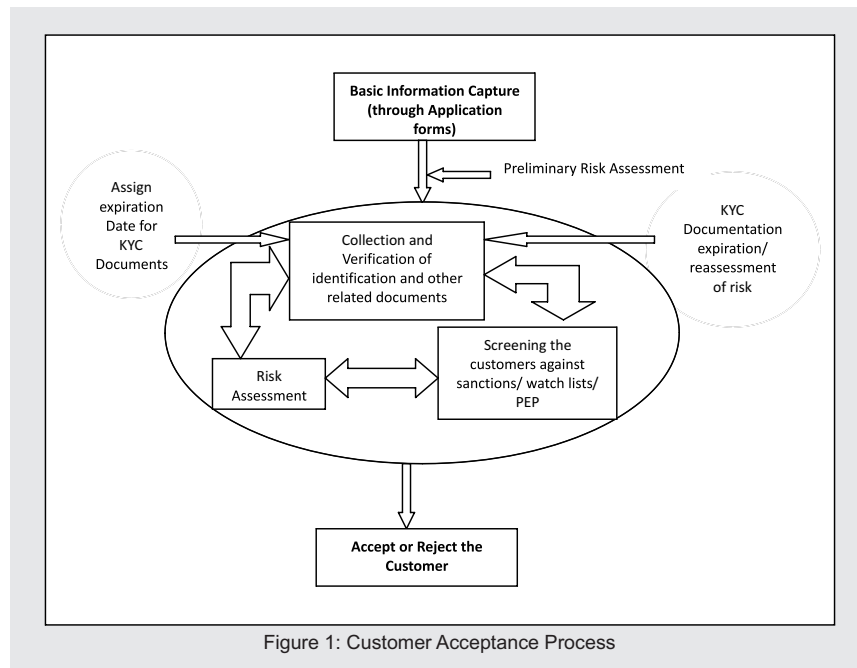 Basic Information Capture
(through Application
forms)
Preliminary Risk Assessment
Assign
expiration
Date for
KYC
Documents
Collection and
Verification of
identification and other
related documents
KYC
Documentation
expiration/
reassessment
of risk
Risk
Assessment
Screening the
customers against
sanctions/ watch lists/
PEP
Accept or Reject the
Customer
Figure 1: Customer Acceptance Process